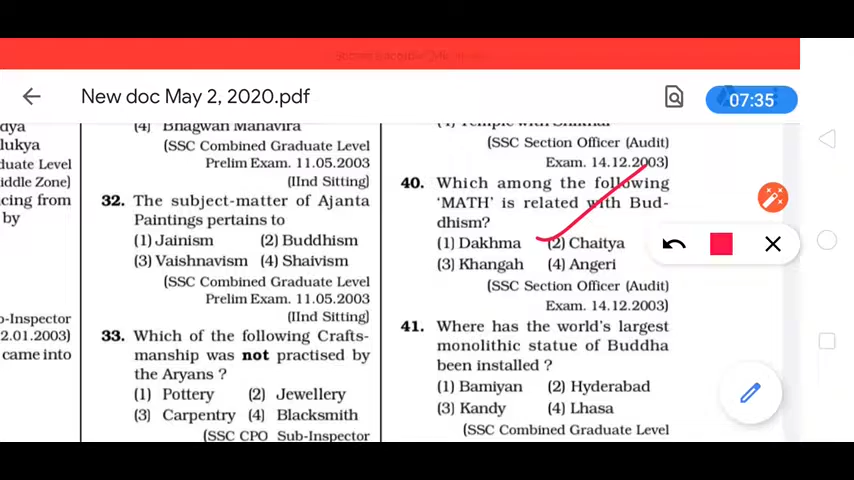 New doc May 2, 2020.pdf
07:35
dya
lukya
duate Level
iddle Zone)
cing from
by
o-Inspector
2.01.2003)
came into
(4) Bhagwan Mahavira
(SSC Combined Graduate Level
Prelim Exam. 11.05.2003
(IInd Sitting)
32. The subject-matter of Ajanta
Paintings pertains to
(1) Jainism (2) Buddhism
(3) Vaishnavism (4) Shaivism
(SSC Combined Graduate Level
Prelim Exam. 11.05.2003
(IInd Sitting)
33. Which of the following Crafts-
manship was not practised by
the Aryans ?
(1) Pottery (2) Jewellery
(3) Carpentry (4) Blacksmith
(SSC CPO Sub-Inspector
(4) Temple with Shikhar
(SSC Section Officer (Audit)
Exam. 14.12.2003)
40. Which among the following
'MATH' is related with Bud-
dhism?
(1) Dakhma (2) Chaitya
(3) Khangah (4) Angeri
(SSC Section Officer (Audit)
Exam. 14.12.2003)
41. Where has the world's largest
monolithic statue of Buddha
been installed ?
(1) Bamiyan (2) Hyderabad
(3) Kandy (4) Lhasa
(SSC Combined Graduate Level